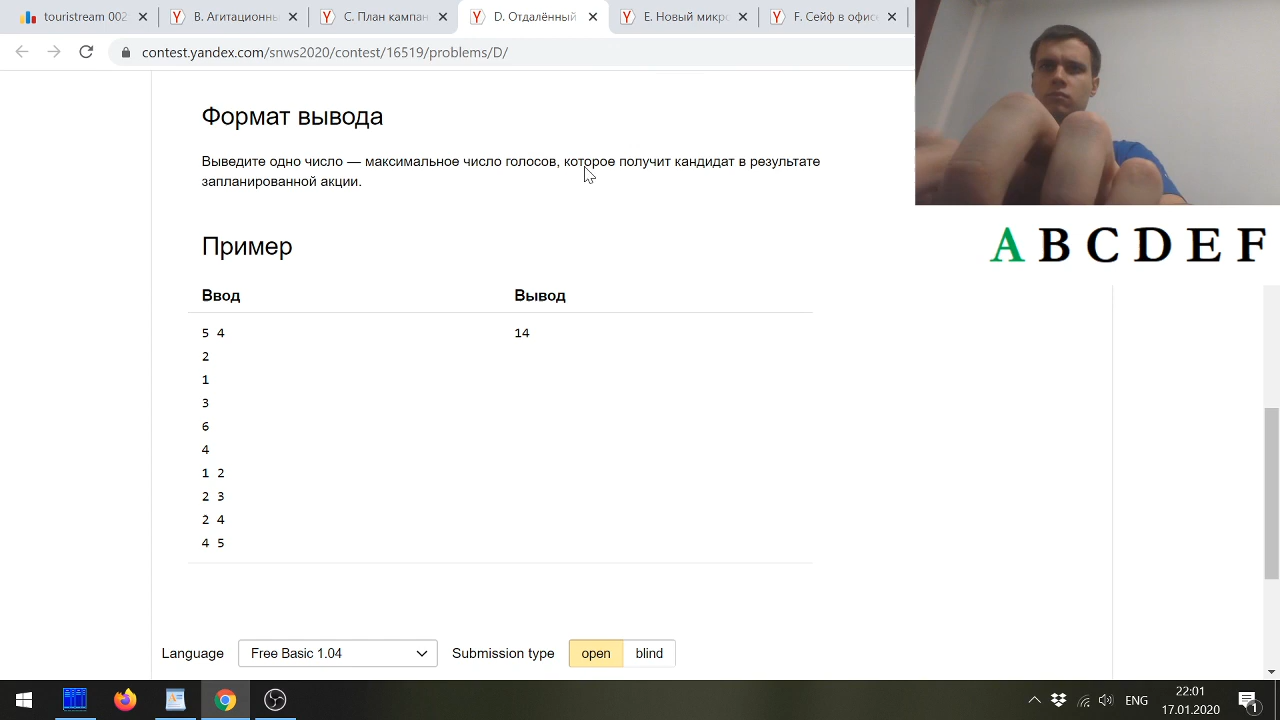 touristream 002
B. Агитационны
C. План кампан
D. Отдалённый
E. Новый микро
F. Сейф в офис
contest.yandex.com/snws2020/contest/16519/problems/D/
Формат вывода
Выведите одно число — максимальное число голосов, которое получит кандидат в результате
запланированной акции.
A B C D E F
Пример
Ввод Вывод
5 4 14
2
1
3
6
4
1 2
2 3
2 4
4 5
Language Free Basic 1.04 Submission type open blind
ENG
22:01
17.01.2020
1